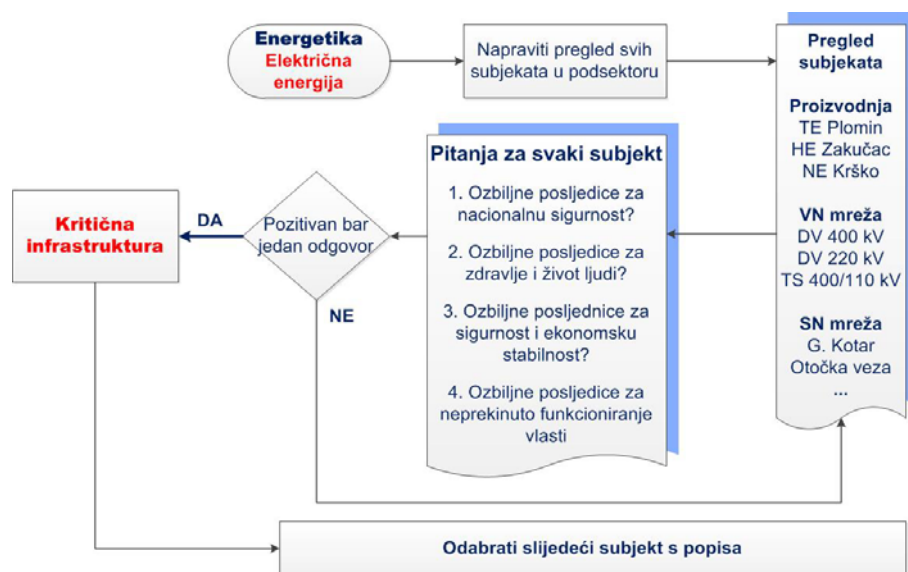 Energetika
Električna
energija
Napraviti pregled svih
subjekata u podsektoru
Pregled
subjekata
Proizvodnja
TE Plomin
HE Zakučac
NE Krško
VN mreža
DV 400 kV
DV 220 kV
TS 400/110 kV
SN mreža
G. Kotar
Otočka veza
...
Pitanja za svaki subjekt
1. Ozbiljne posljedice za
nacionalnu sigurnost?
2. Ozbiljne posljedice za
zdravlje i život ljudi?
3. Ozbiljne posljednice za
sigurnost i ekonomsku
stabilnost?
4. Ozbiljne posljedice za
neprekinuto funkcioniranje
vlasti
Pozitivan bar
jedan odgovor
DA
NE
Kritična
infrastruktura
Odabrati slijedeći subjekt s popisa